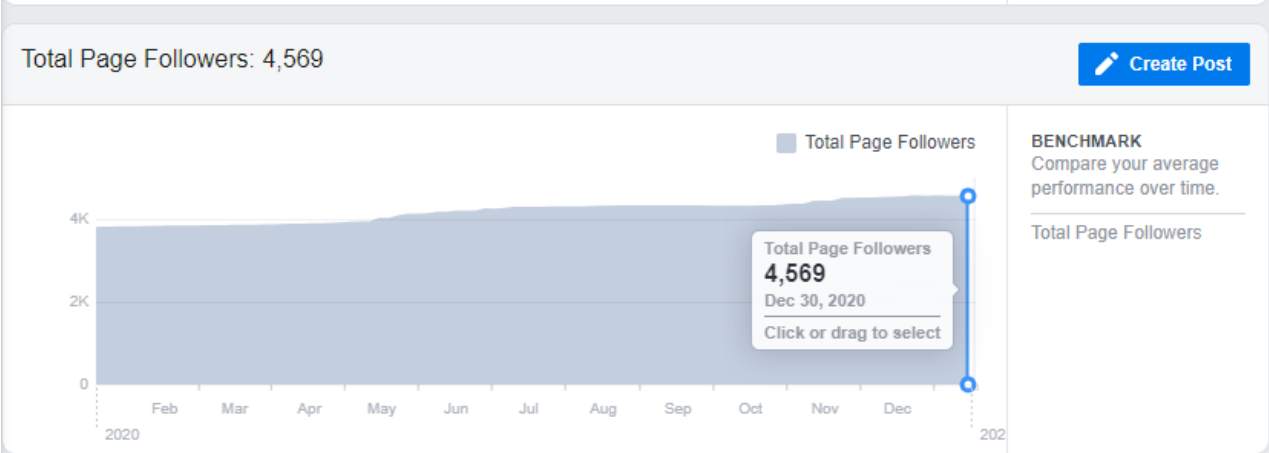 Total Page Followers: 4,569
Create Post
Total Page Followers
BENCHMARK
Compare your average
performance over time.
Total Page Followers
4K
2K
0
Total Page Followers
4,569
Dec 30, 2020
Click or drag to select
Feb Mar Apr May Jun Jul Aug Sep Oct Nov Dec
2020
202